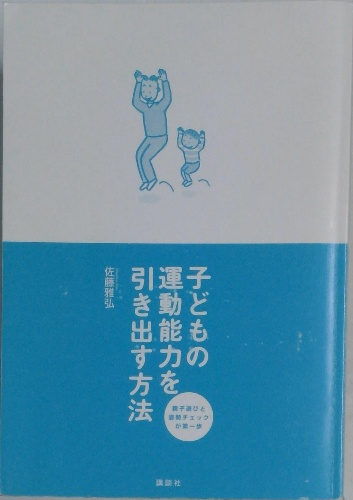 子どもの
運動能力を
引き出す方法
佐藤雅弘
親子遊びと
姿勢チェック
が第一歩
講談社